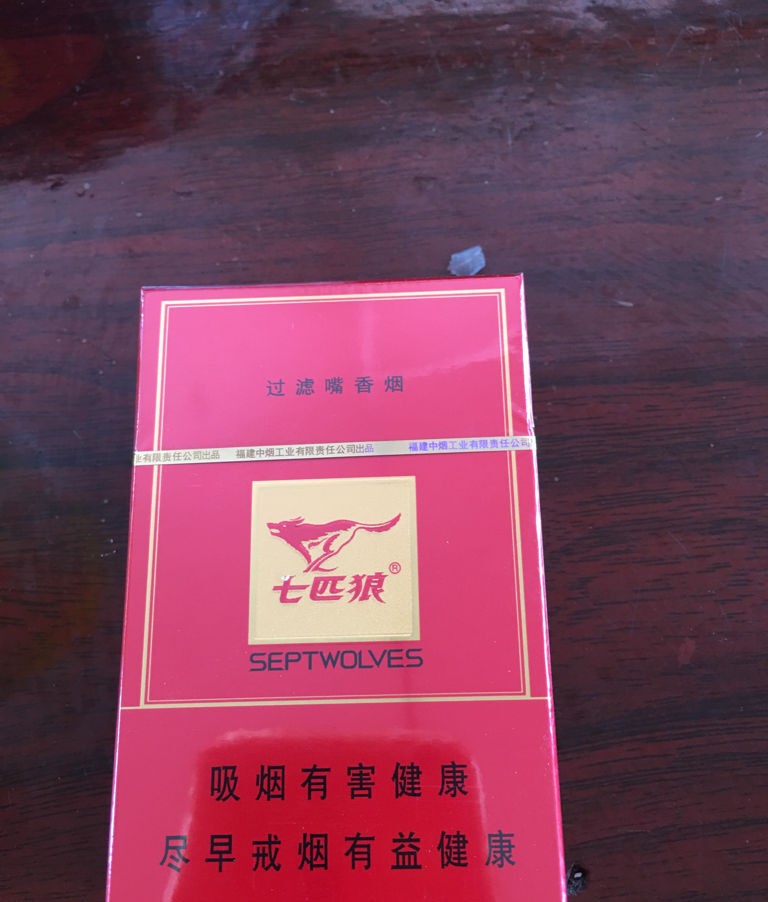 过滤嘴香烟
业有限责任公司出品 福建中烟工业有限责任公司出品 福建中烟工业有限责任公司出
七匹狼®
SEPTWOLVES
吸烟有害健康
尽早戒烟有益健康